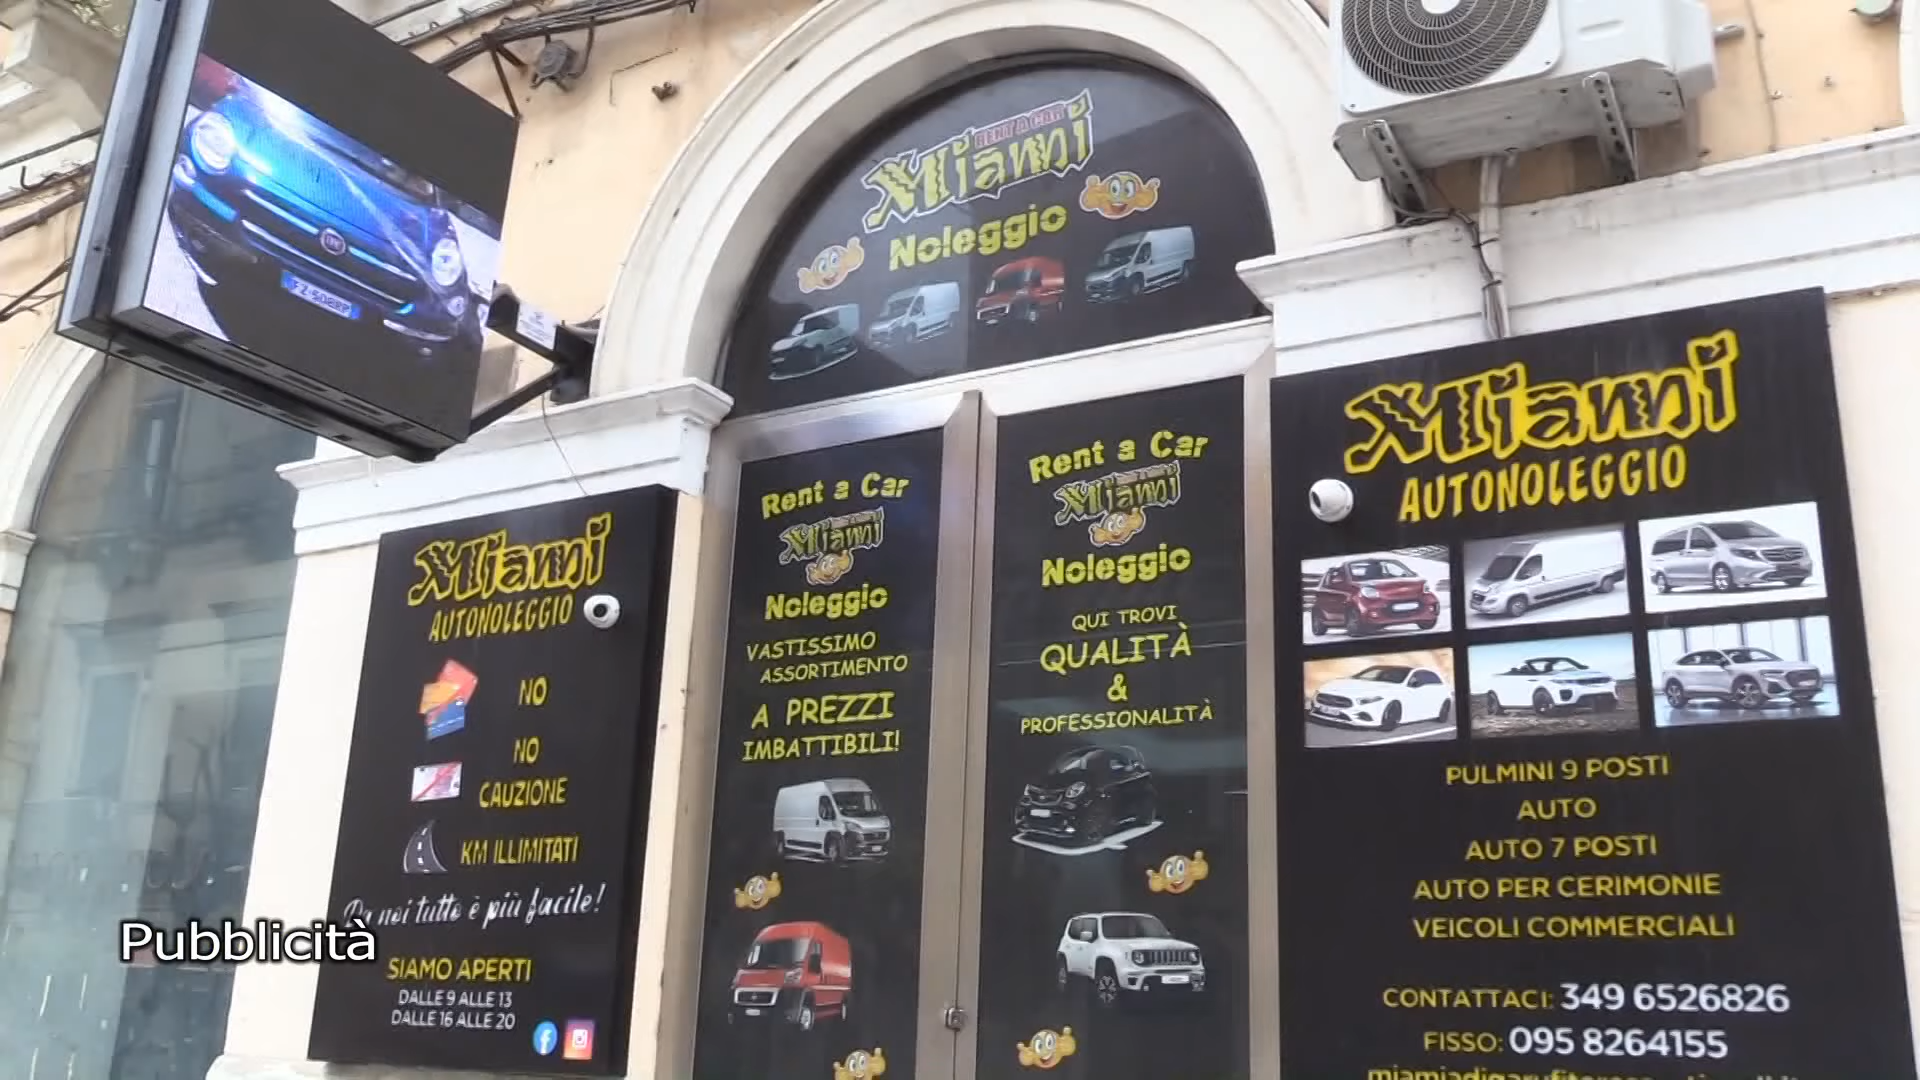 RENT A CAR
Miami
Noleggio
Miami
AUTONOLEGGIO
NO
NO
CAUZIONE
KM ILLIMITATI
Da noi tutto è più facile!
SIAMO APERTI
DALLE 9 ALLE 13
DALLE 16 ALLE 20
Rent a Car
Miami
Noleggio
VASTISSIMO
ASSORTIMENTO
A PREZZI
IMBATTIBILI!
Rent a Car
Miami
Noleggio
QUI TROVI
QUALITÀ
&
PROFESSIONALITÀ
Miami
AUTONOLEGGIO
PULMINI 9 POSTI
AUTO
AUTO 7 POSTI
AUTO PER CERIMONIE
VEICOLI COMMERCIALI
CONTATTACI: 349 6526826
FISSO: 095 8264155
Pubblicità